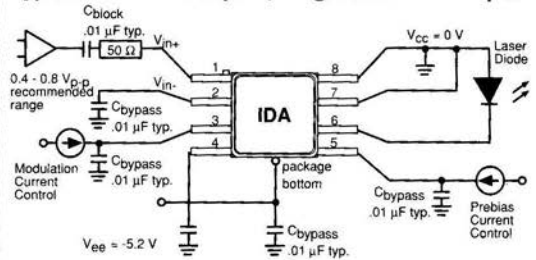 Cblock
.01 µF typ.
50 Ω
Vin+
0.4 - 0.8 Vp-p
recommended
range
Vin-
Cbypass
.01 µF typ.
Modulation
Current
Control
Cbypass
.01 µF typ.
1
2
3
4
IDA
8
7
6
5
VCC = 0 V
Laser
Diode
package
bottom
Vee = -5.2 V
Cbypass
.01 µF typ.
Cbypass
.01 µF typ.
Prebias
Current
Control